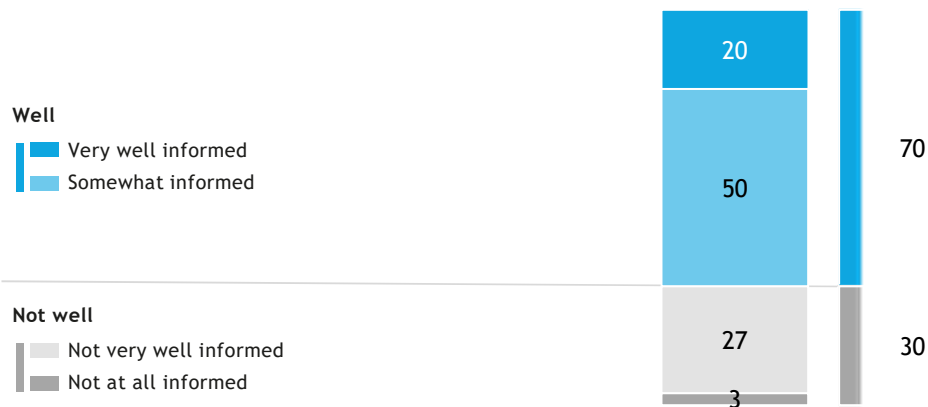 20
Well
Very well informed
70
Somewhat informed
50
Not well
27
Not very well informed
30
Not at all informed
3